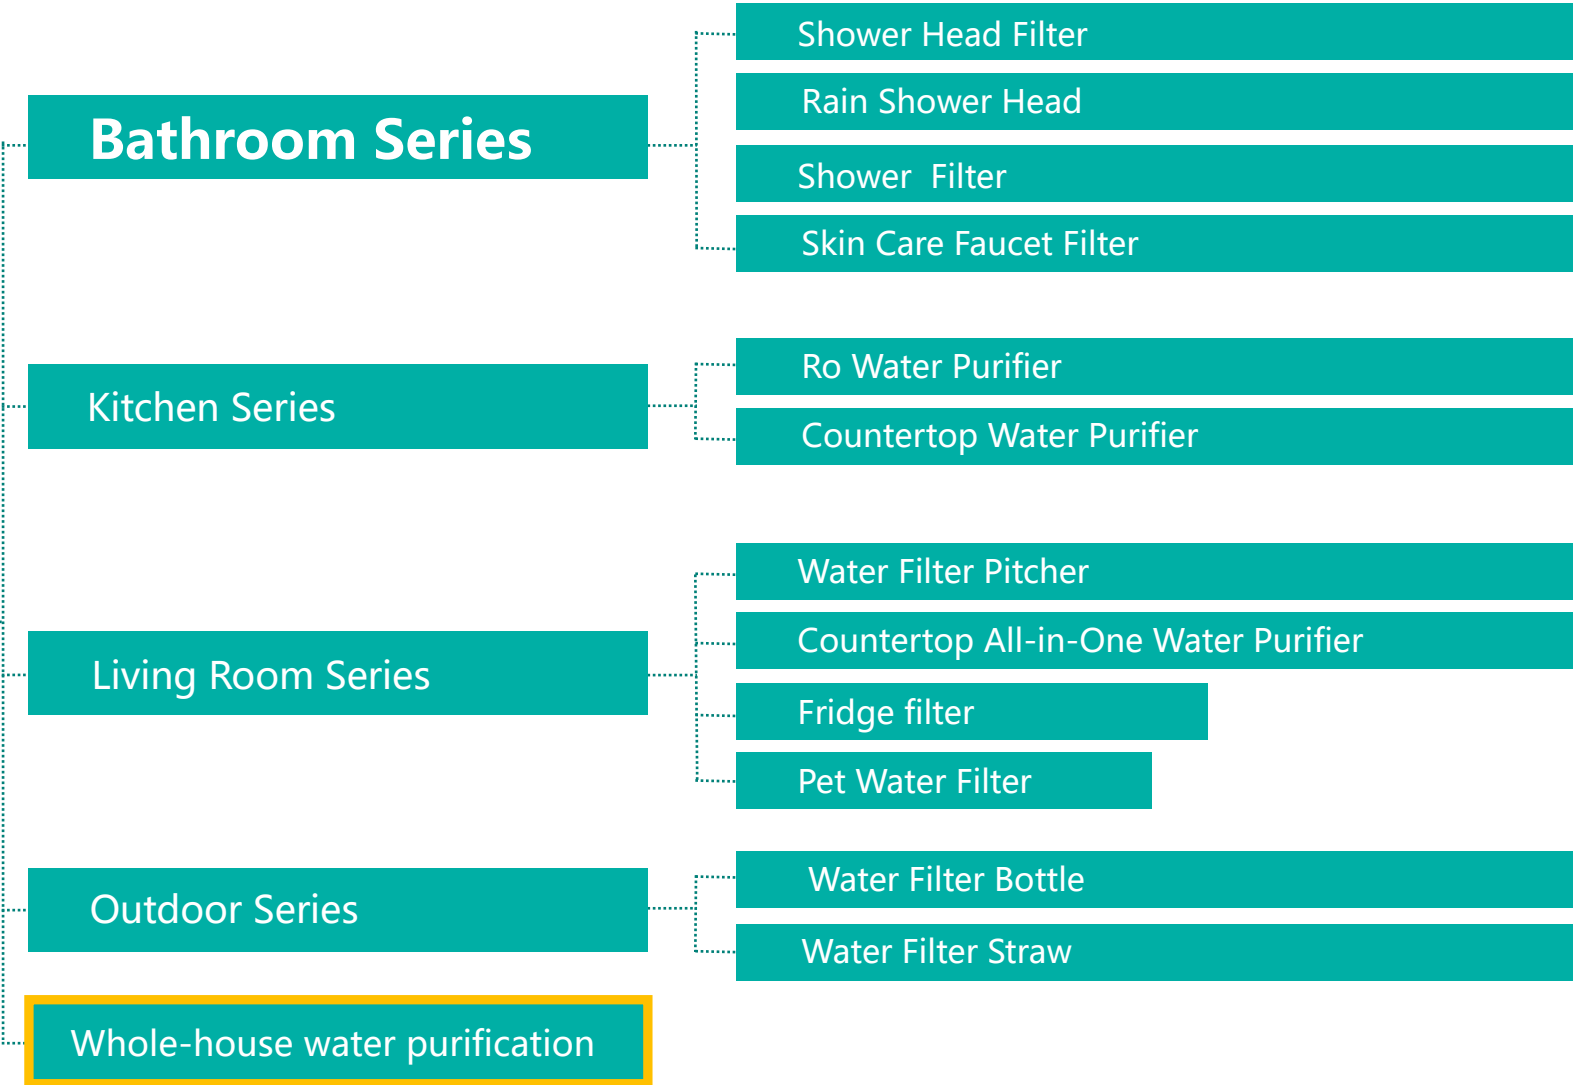 Bathroom Series
Shower Head Filter
Rain Shower Head
Shower  Filter
Skin Care Faucet Filter
Kitchen Series
Ro Water Purifier
Countertop Water Purifier
Living Room Series
Water Filter Pitcher
Countertop All-in-One Water Purifier
Fridge filter
Pet Water Filter
Outdoor Series
Water Filter Bottle
Water Filter Straw
Whole-house water purification